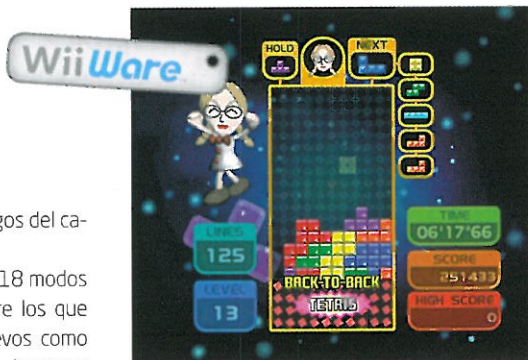 WiiWare
HOLD
NEXT
LINES
125
LEVEL
13
BACK-TO-BACK
TETRIS
TIME
06'17'66
SCORE
251433
HIGH SCORE
0
gos del ca-
18 modos
re los que
evos como